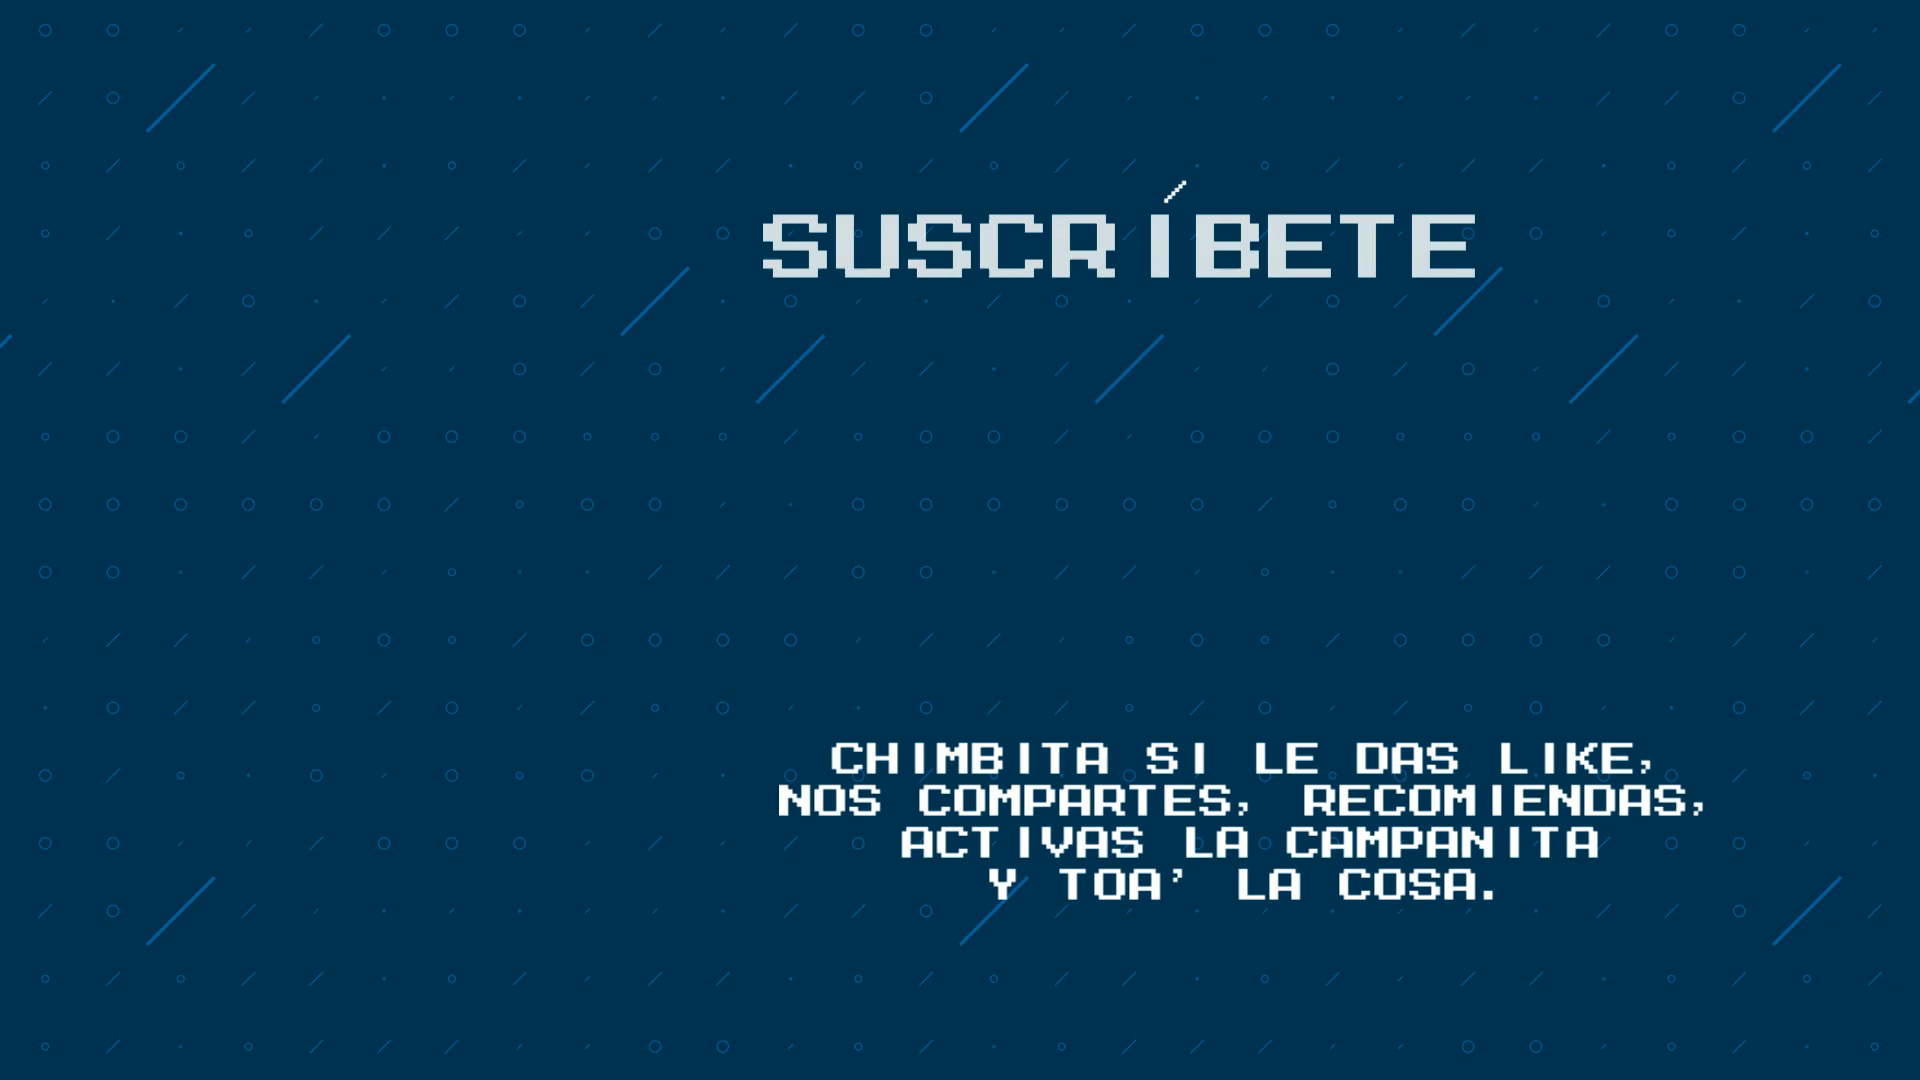 SUSCRÍBETE
CHIMBITA SI LE DAS LIKE,
NOS COMPARTES, RECOMIENDAS,
ACTIVAS LA CAMPANITA
Y TOA' LA COSA.